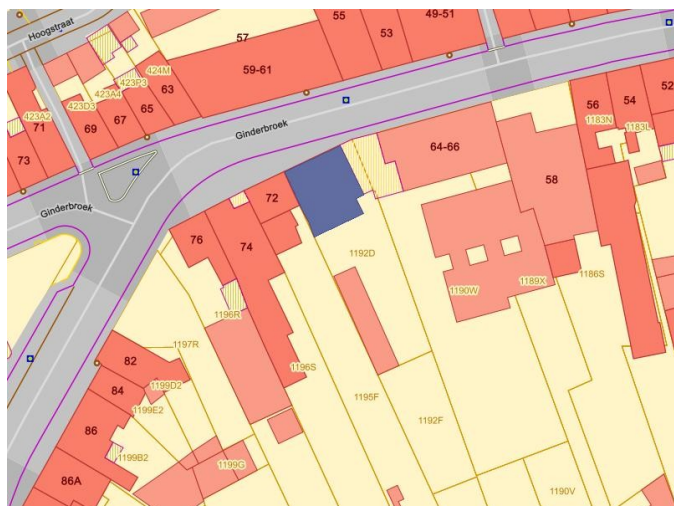 Hoogstraat
55
53
49-51
57
59-61
424M
423P3
423A4
423D3
423A2
63
65
67
69
71
73
Ginderbroek
56
54
52
1183N
1183L
64-66
58
72
74
76
Ginderbroek
1192D
1190W
1189X
1186S
1196R
1197R
1196S
1195F
1192F
82
84
86
86A
1199D2
1199E2
1199B2
1199G
1190V